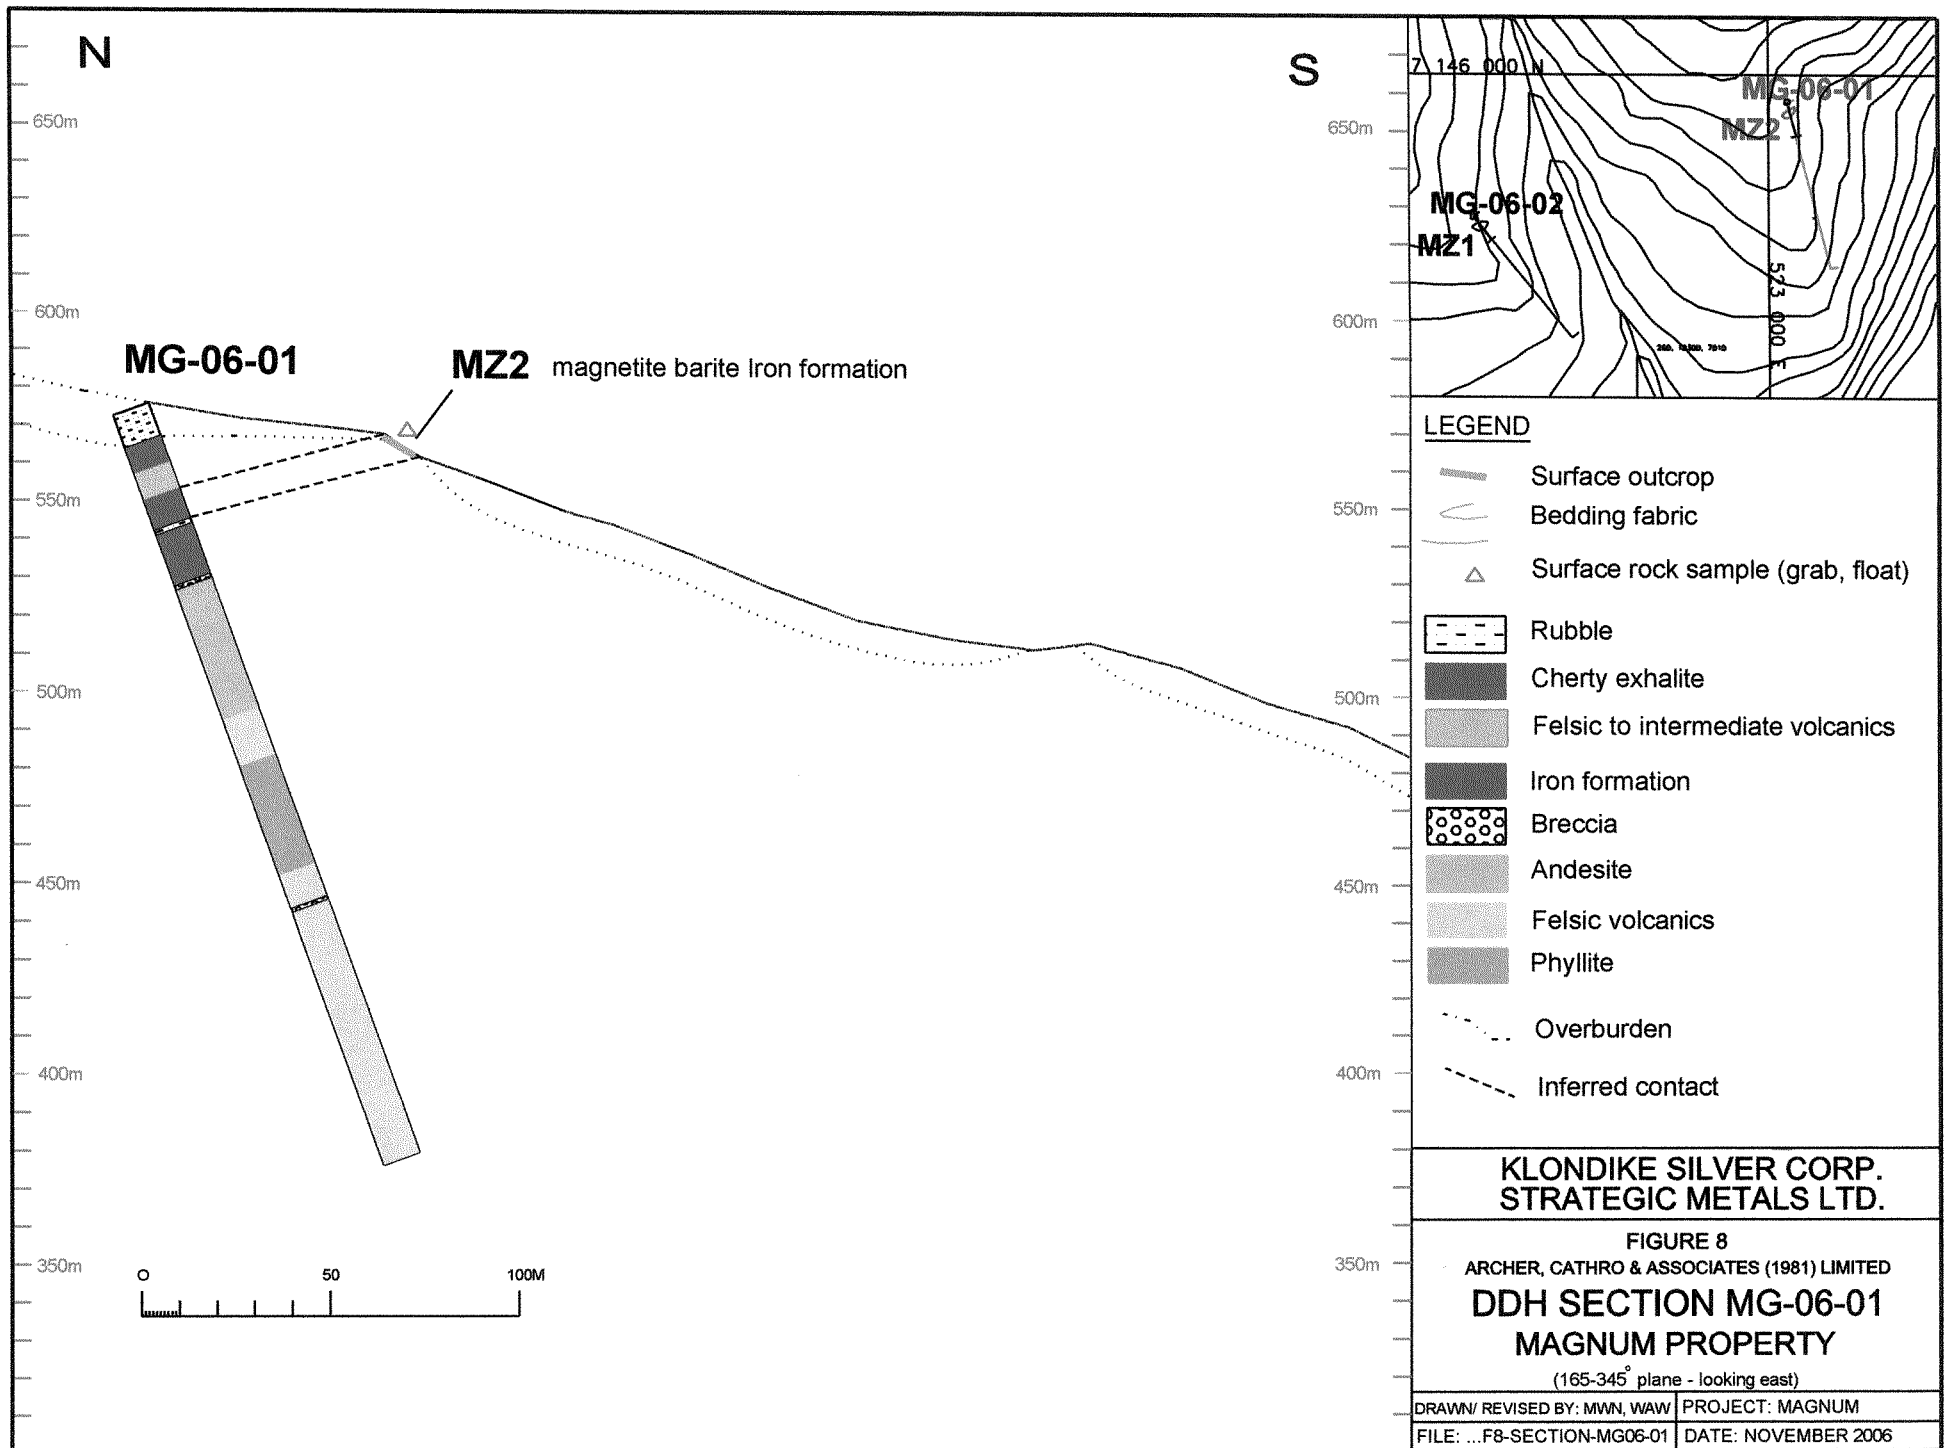 N
S
650m
600m
550m
500m
450m
400m
350m
650m
600m
550m
500m
450m
400m
350m
MG-06-01
MZ2 magnetite barite Iron formation
O 50 100M
7 146 000 N
MG-06-01
MZ2
MG-06-02
MZ1
523 000 E
LEGEND
Surface outcrop
Bedding fabric
Surface rock sample (grab, float)
Rubble
Cherty exhalite
Felsic to intermediate volcanics
Iron formation
Breccia
Andesite
Felsic volcanics
Phyllite
Overburden
Inferred contact
KLONDIKE SILVER CORP.
STRATEGIC METALS LTD.
FIGURE 8
ARCHER, CATHRO & ASSOCIATES (1981) LIMITED
DDH SECTION MG-06-01
MAGNUM PROPERTY
(165-345° plane - looking east)
DRAWN/ REVISED BY: MWN, WAW
PROJECT: MAGNUM
FILE: ...F8-SECTION-MG06-01
DATE: NOVEMBER 2006